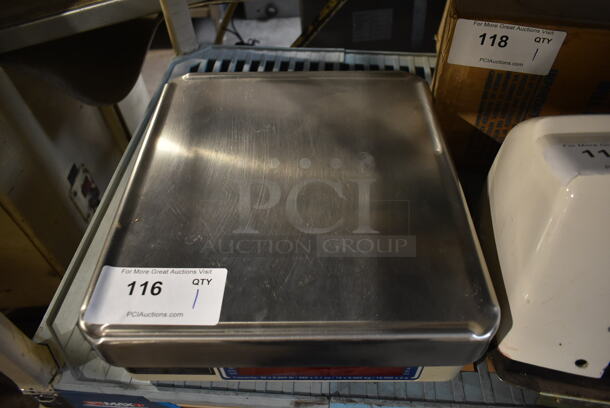 For More Great Auctions Visit
118 QTY
1
PCIAuctions.com
PCI
AUCTION GROUP
For More Great Auctions Visit
116 QTY
1
PCIAuctions.com